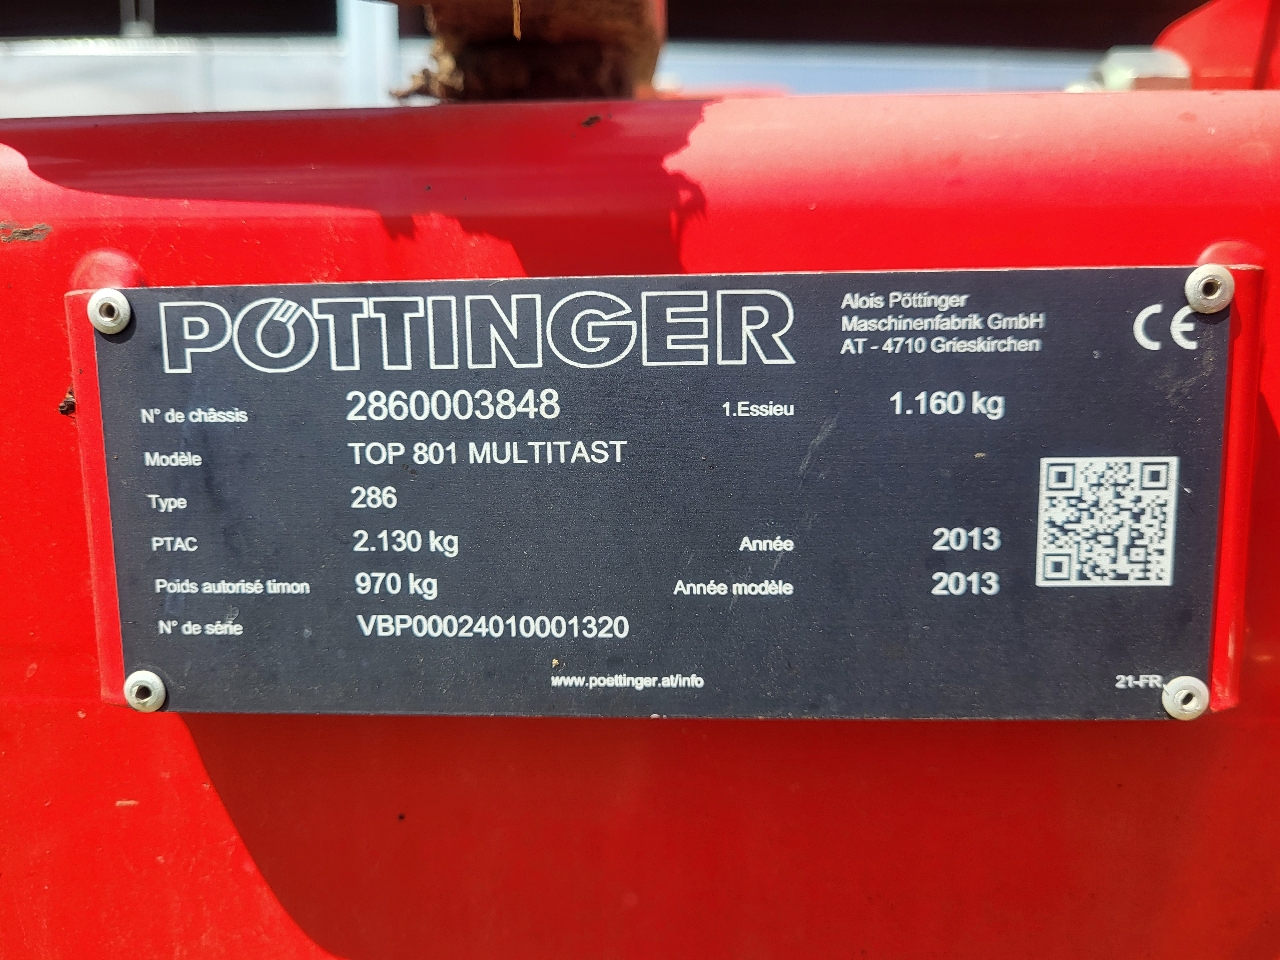 PÖTTINGER
Alois Pöttinger
Maschinenfabrik GmbH
AT - 4710 Grieskirchen
CE
N° de châssis 2860003848 1.Essieu 1.160 kg
Modèle TOP 801 MULTITAST
Type 286
PTAC 2.130 kg Année 2013
Poids autorisé timon 970 kg Année modèle 2013
N° de série VBP00024010001320
www.poettinger.at/info
21-FR